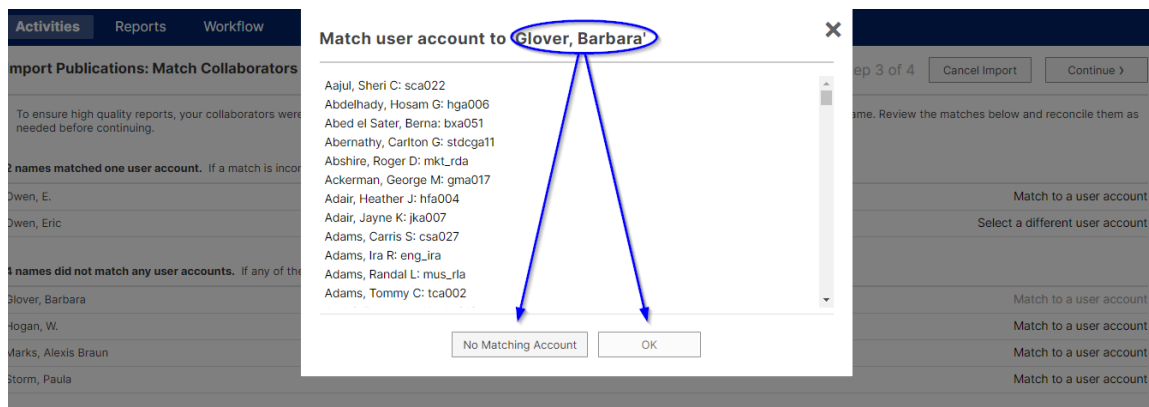 Activities Reports Workflow
mport Publications: Match Collaborators
ep 3 of 4 Cancel Import Continue ›
To ensure high quality reports, your collaborators were
ame. Review the matches below and reconcile them as
needed before continuing.
2 names matched one user account. If a match is incor
Owen, E. Match to a user account
Owen, Eric Select a different user account
4 names did not match any user accounts. If any of the
Glover, Barbara Match to a user account
Hogan, W. Match to a user account
Marks, Alexis Braun Match to a user account
Storm, Paula Match to a user account
Match user account to 'Glover, Barbara'
Aajul, Sheri C: sca022
Abdelhady, Hosam G: hga006
Abed el Sater, Berna: bxa051
Abernathy, Carlton G: stdcga11
Abshire, Roger D: mkt_rda
Ackerman, George M: gma017
Adair, Heather J: hfa004
Adair, Jayne K: jka007
Adams, Carris S: csa027
Adams, Ira R: eng_ira
Adams, Randal L: mus_rla
Adams, Tommy C: tca002
No Matching Account OK